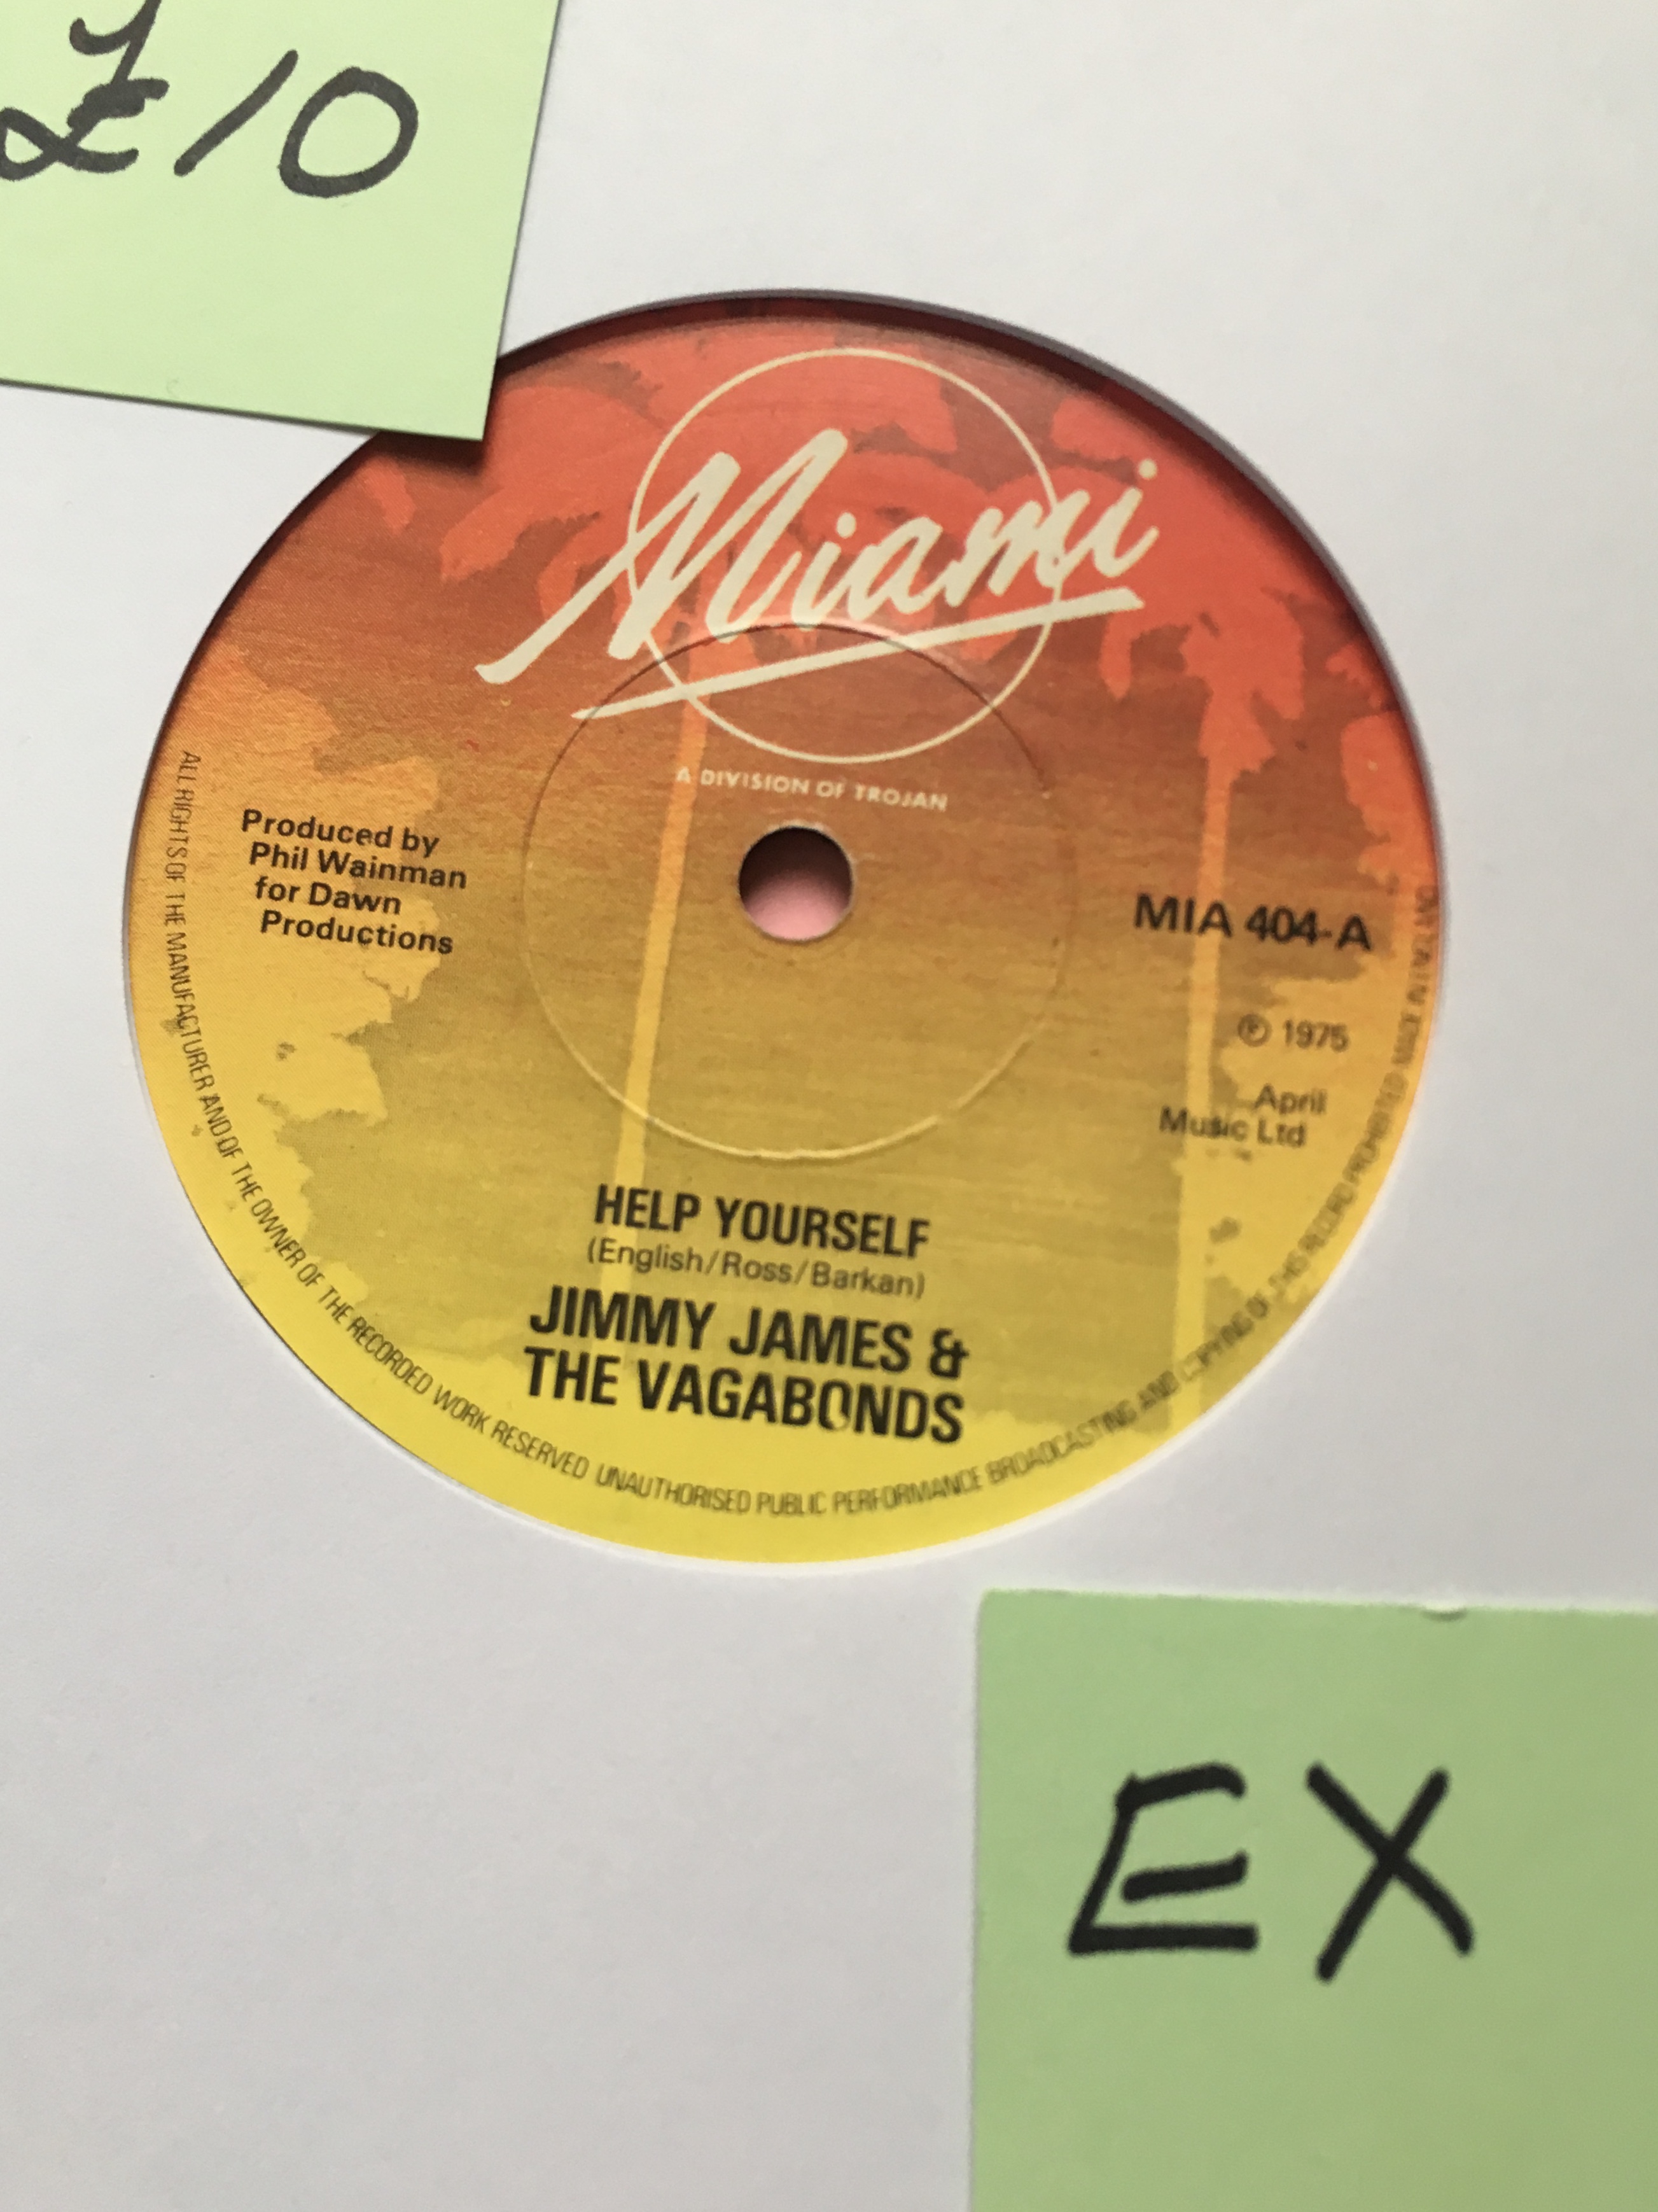 £10
Miami
A DIVISION OF TROJAN
Produced by
Phil Wainman
for Dawn
Productions
MIA 404-A
℗ 1975
April
Music Ltd
HELP YOURSELF
(English/Ross/Barkan)
JIMMY JAMES &
THE VAGABONDS
ALL RIGHTS OF THE MANUFACTURER AND OF THE OWNER OF THE RECORDED WORK RESERVED UNAUTHORISED PUBLIC PERFORMANCE BROADCASTING AND COPYING OF THIS RECORD PROHIBITED MADE IN
EX